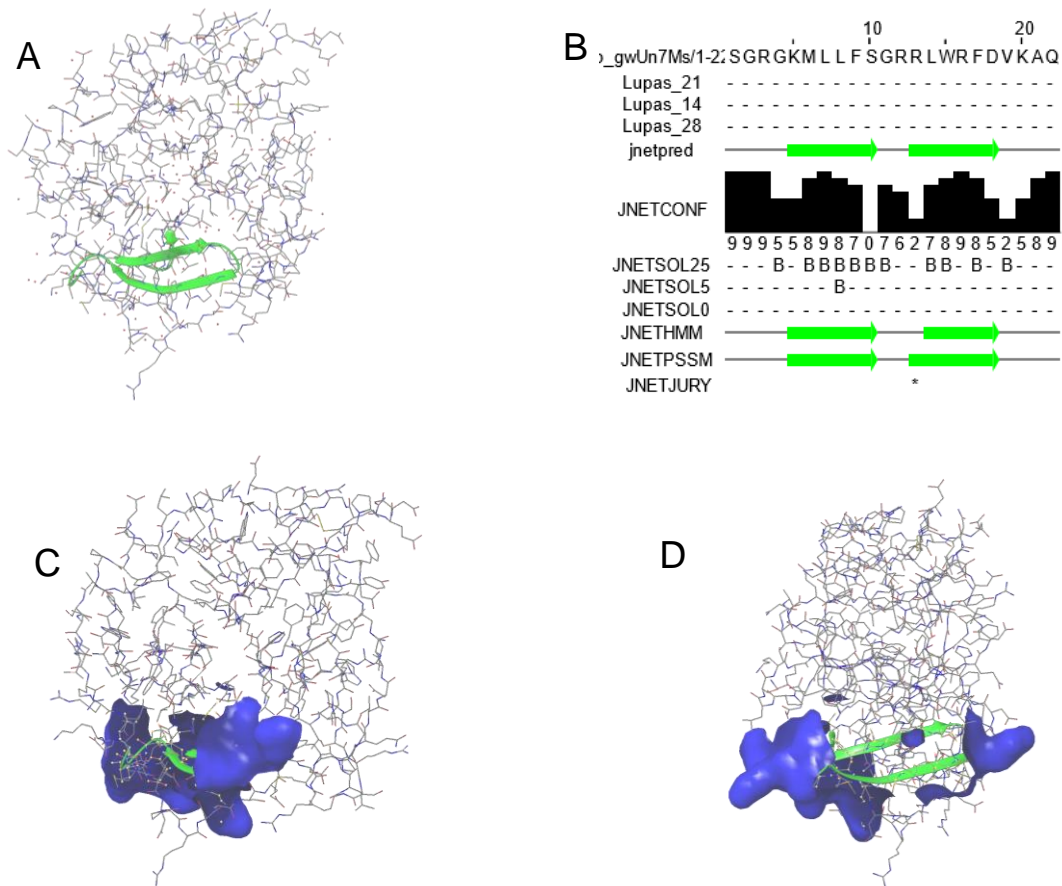 A
B
10 20
_gwUn7Ms/1-22 S G R G K M L L F S G R R L W R F D V K A Q
Lupas_21 - - - - - - - - - - - - - - - - - - - - - -
Lupas_14 - - - - - - - - - - - - - - - - - - - - - -
Lupas_28 - - - - - - - - - - - - - - - - - - - - - -
jnetpred
JNETCONF
9 9 9 5 5 8 9 8 7 0 7 6 2 7 8 9 8 5 2 5 8 9
JNETSOL25 - - - B - B B B B B B - - B B - B - B - - -
JNETSOL5 - - - - - - - B - - - - - - - - - - - - - -
JNETSOL0 - - - - - - - - - - - - - - - - - - - - - -
JNETHMM
JNETPSSM
JNETJURY *
C
D